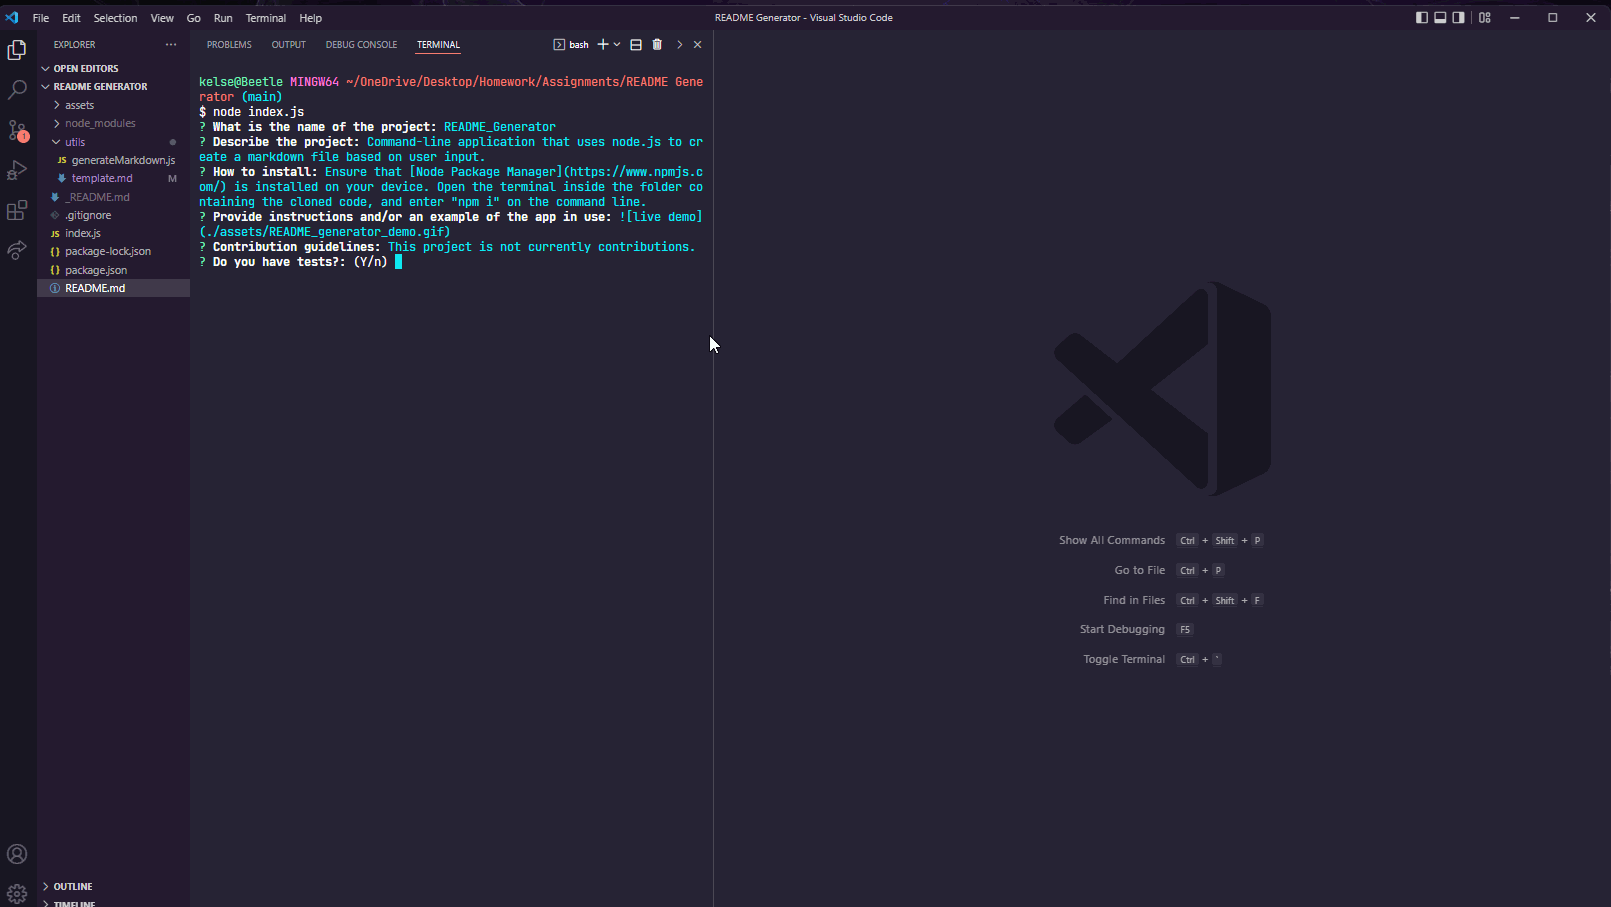 File Edit Selection View Go Run Terminal Help
README Generator - Visual Studio Code
EXPLORER
OPEN EDITORS
README GENERATOR
assets
node_modules
utils
JS generateMarkdown.js
template.md M
_README.md
.gitignore
JS index.js
{} package-lock.json
{} package.json
README.md
OUTLINE
TIMELINE
1
PROBLEMS OUTPUT DEBUG CONSOLE TERMINAL
bash
kelse@Beetle MINGW64 ~/OneDrive/Desktop/Homework/Assignments/README Gene
rator (main)
$ node index.js
? What is the name of the project: README_Generator
? Describe the project: Command-line application that uses node.js to cr
eate a markdown file based on user input.
? How to install: Ensure that [Node Package Manager](https://www.npmjs.c
om/) is installed on your device. Open the terminal inside the folder co
ntaining the cloned code, and enter "npm i" on the command line.
? Provide instructions and/or an example of the app in use: ![live demo]
(./assets/README_generator_demo.gif)
? Contribution guidelines: This project is not currently contributions.
? Do you have tests?: (Y/n)
Show All Commands Ctrl + Shift + P
Go to File Ctrl + P
Find in Files Ctrl + Shift + F
Start Debugging F5
Toggle Terminal Ctrl + `